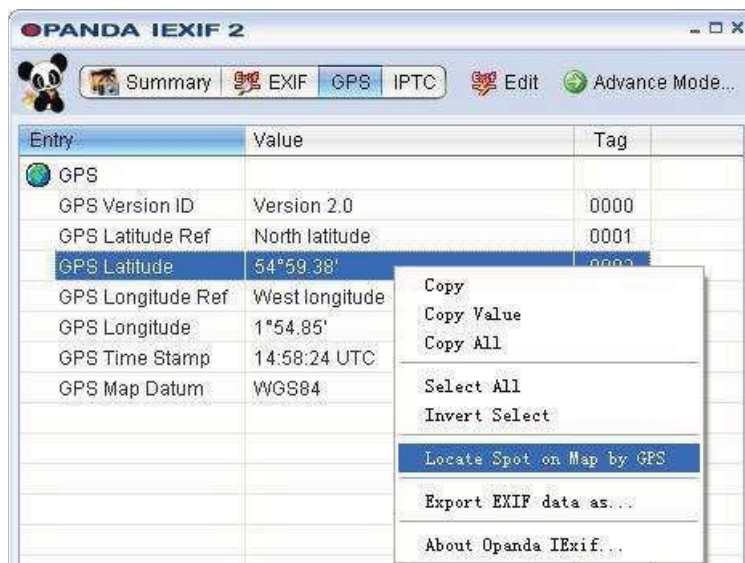 OPANDA IEXIF 2
Summary EXIF GPS IPTC Edit Advance Mode...
Entry Value Tag
GPS
GPS Version ID Version 2.0 0000
GPS Latitude Ref North latitude 0001
GPS Latitude 54°59.38' 0002
GPS Longitude Ref West longitude
GPS Longitude 1°54.85'
GPS Time Stamp 14:58:24 UTC
GPS Map Datum WGS84
Copy
Copy Value
Copy All
Select All
Invert Select
Locate Spot on Map by GPS
Export EXIF data as...
About Opanda IExif...